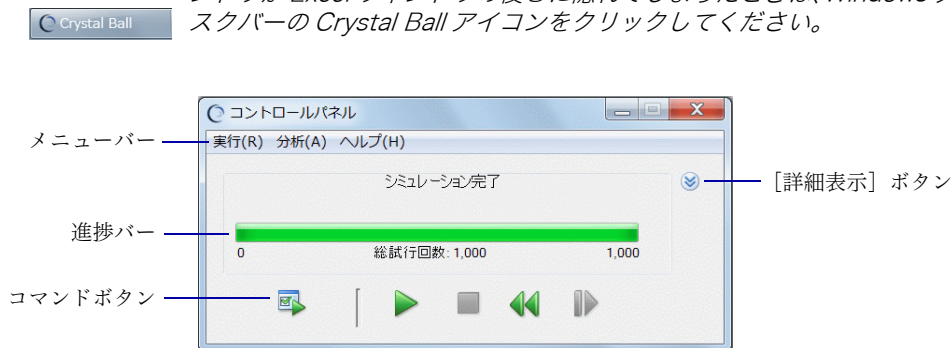 スクバーの Crystal Ball アイコンをクリックしてください。
Crystal Ball
コントロールパネル
メニューバー
実行(R) 分析(A) ヘルプ(H)
シミュレーション完了
［詳細表示］ボタン
進捗バー
0 総試行回数: 1,000 1,000
コマンドボタン